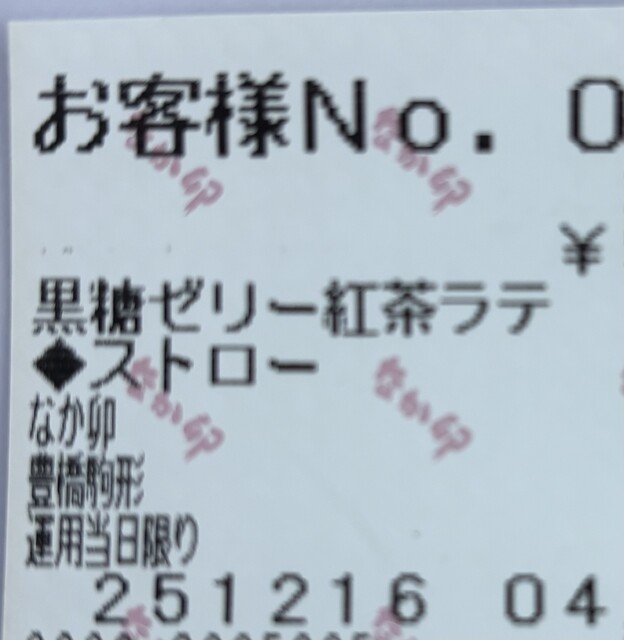 お客様No. 0
¥
黒糖ゼリー紅茶ラテ
◆ストロー
なか卯
豊橋駒形
運用当日限り
251216 04